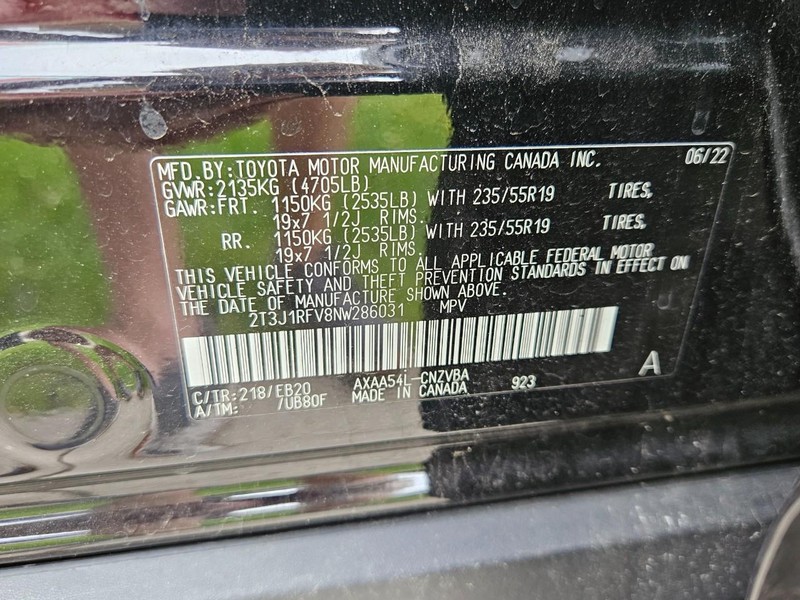 MFD.BY:TOYOTA MOTOR MANUFACTURING CANADA INC. 06/22
GVWR:2135KG (4705LB)
GAWR:FRT. 1150KG (2535LB) WITH 235/55R19 TIRES,
19x7 1/2J RIMS.
RR. 1150KG (2535LB) WITH 235/55R19 TIRES,
19x7 1/2J RIMS.
THIS VEHICLE CONFORMS TO ALL APPLICABLE FEDERAL MOTOR
VEHICLE SAFETY AND THEFT PREVENTION STANDARDS IN EFFECT ON
THE DATE OF MANUFACTURE SHOWN ABOVE.
2T3J1RFV8NW286031 MPV
C/TR:218/EB20 AXAA54L-CNZVBA 923 A
A/TM: /UB80F MADE IN CANADA